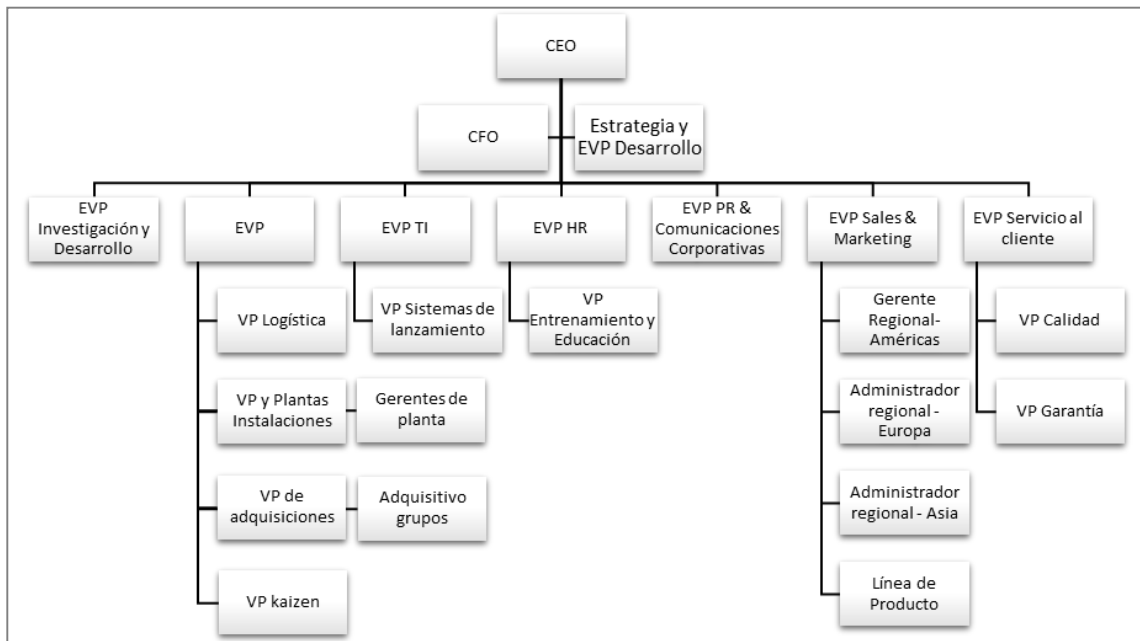 CEO
CFO
Estrategia y
EVP Desarrollo
EVP
Investigación y
Desarrollo
EVP
EVP TI
EVP HR
EVP PR &
Comunicaciones
Corporativas
EVP Sales &
Marketing
EVP Servicio al
cliente
VP Logística
VP Sistemas de
lanzamiento
VP
Entrenamiento y
Educación
Gerente
Regional-
Américas
VP Calidad
VP y Plantas
Instalaciones
Gerentes de
planta
Administrador
regional -
Europa
VP Garantía
VP de
adquisiciones
Adquisitivo
grupos
Administrador
regional - Asia
VP kaizen
Línea de
Producto